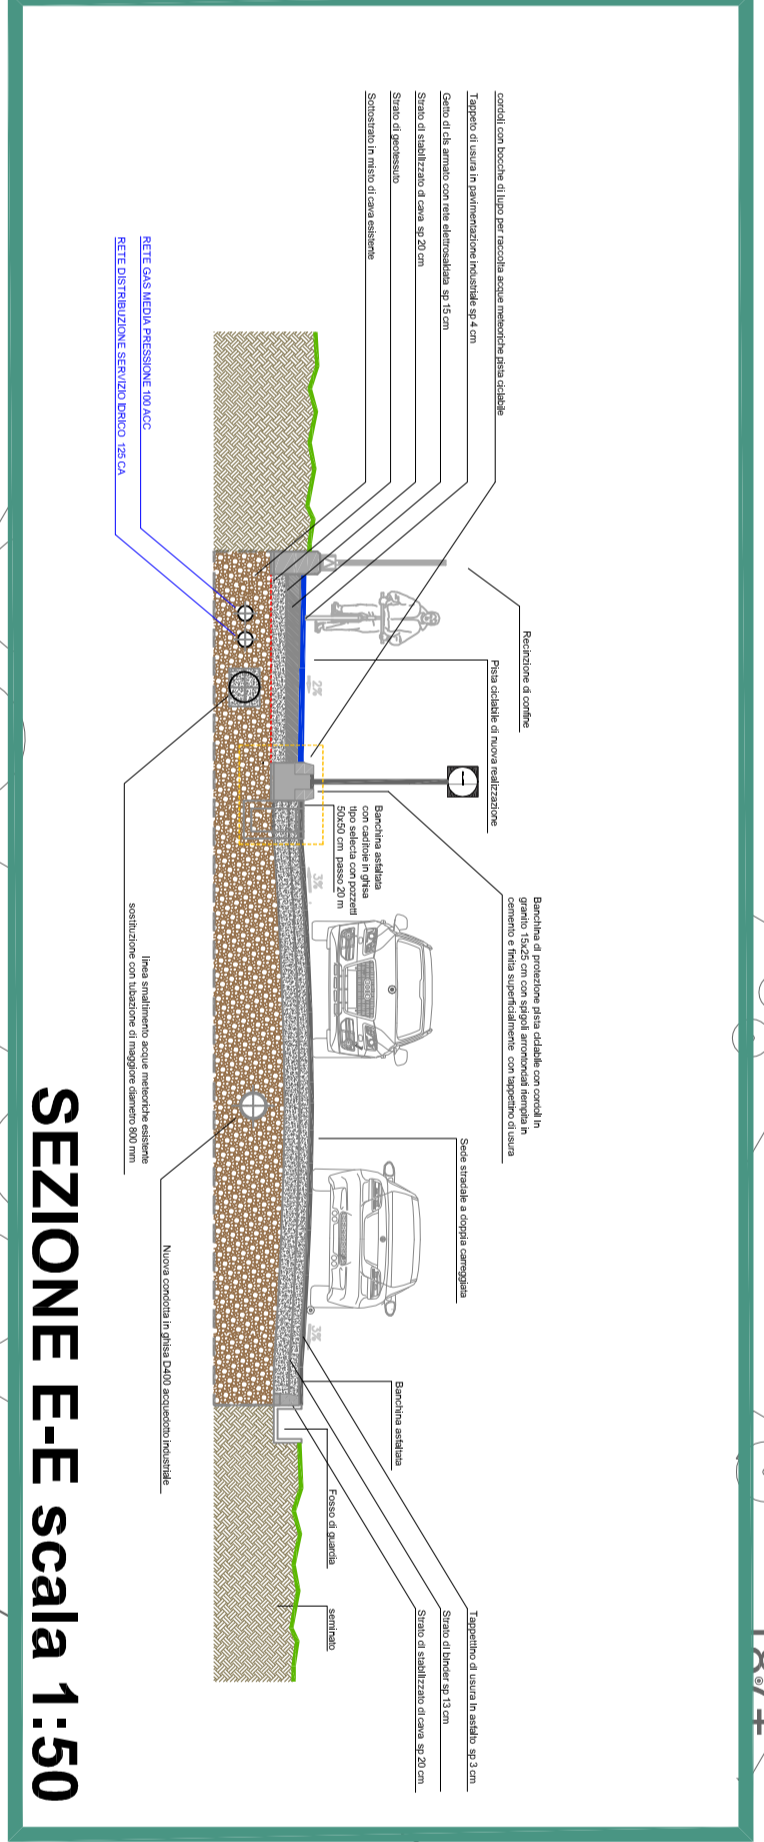 cordoli con bocche di lupo per raccolta acque meteoriche pista ciclabile
Tappeto di usura in pavimentazione industriale sp 4 cm
Getto di cls armato con rete elettrosaldata sp 15 cm
Strato di stabilizzato di cava sp 20 cm
Strato di geotessuto
Sottostrato in misto di cava esistente
RETE GAS MEDIA PRESSIONE 100 ACC
RETE DISTRIBUZIONE SERVIZIO IDRICO 125 CA
Recinzione di confine
Pista ciclabile di nuova realizzazione
2%
Banchina asfaltata
con caditoie in ghisa
tipo selecta con pozzetti
50x50 cm passo 20 m
3%
Banchina di protezione pista ciclabile con cordoli in
granito 15x25 cm con spigoli arrontondati riempita in
cemento e finita superficialmente con tappettino di usura
linea smaltimento acque meteoriche esistente
sostituzione con tubazione di maggiore diametro 800 mm
Sede stradale a doppia carreggiata
Nuova condotta in ghisa D400 acquedotto industriale
3%
Banchina asfaltata
Fosso di guardia
seminato
Tappettino di usura in asfalto sp 3 cm
Strato di binder sp 13 cm
Strato di stabilizzato di cava sp 20 cm
SEZIONE E-E scala 1:50